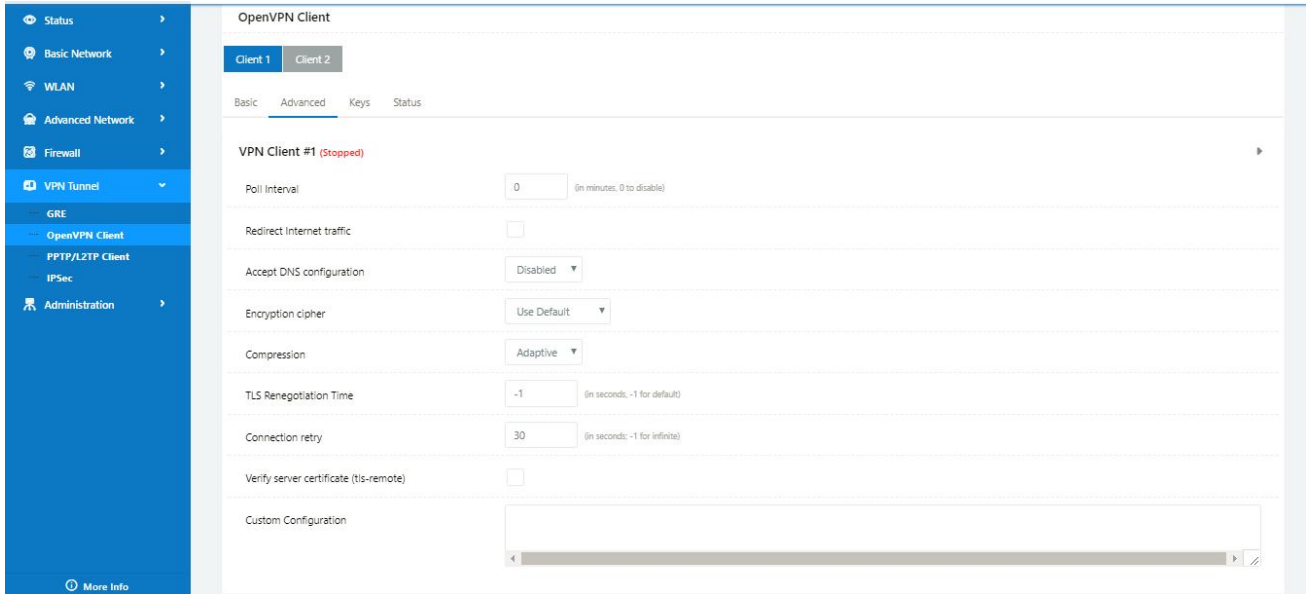 Status
Basic Network
WLAN
Advanced Network
Firewall
VPN Tunnel
GRE
OpenVPN Client
PPTP/L2TP Client
IPSec
Administration
More Info
OpenVPN Client
Client 1 Client 2
Basic Advanced Keys Status
VPN Client #1 (Stopped)
Poll Interval 0 (in minutes, 0 to disable)
Redirect Internet traffic
Accept DNS configuration Disabled
Encryption cipher Use Default
Compression Adaptive
TLS Renegotiation Time -1 (in seconds, -1 for default)
Connection retry 30 (in seconds; -1 for infinite)
Verify server certificate (tls-remote)
Custom Configuration